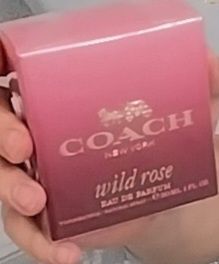 COACH
NEW YORK
wild rose
EAU DE PARFUM